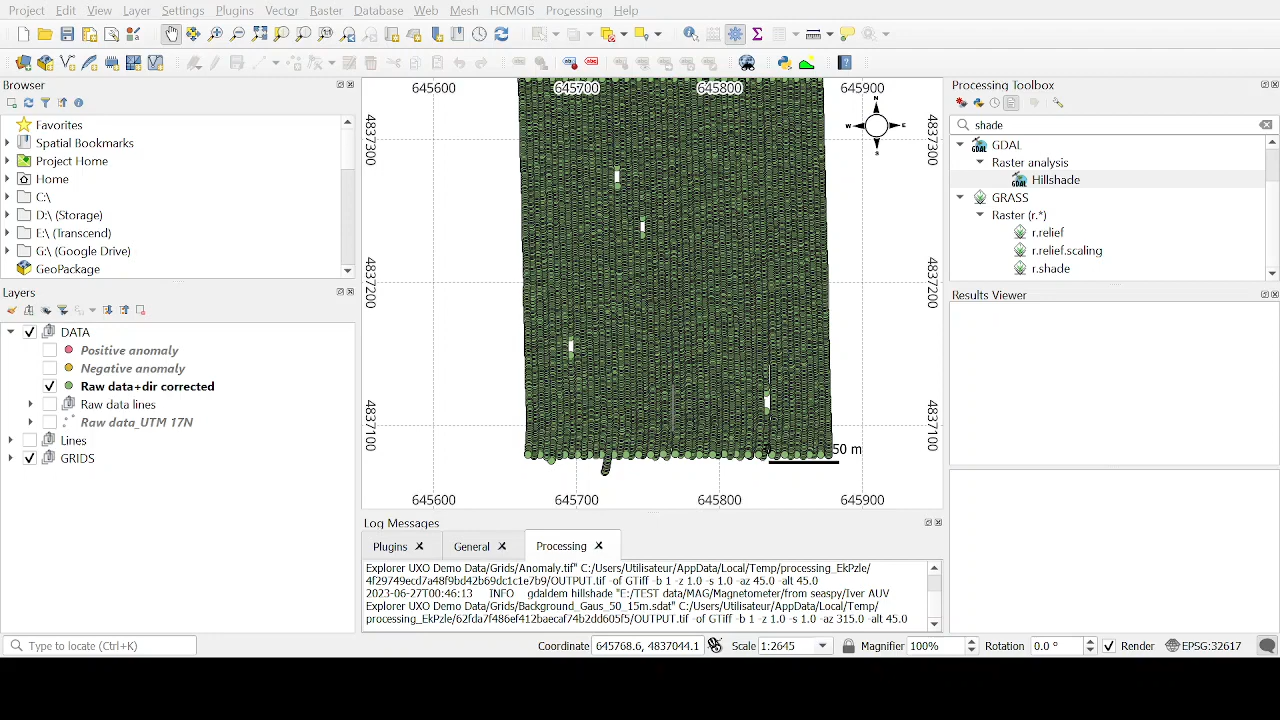 Project Edit View Layer Settings Plugins Vector Raster Database Web Mesh HCMGIS Processing Help
Browser
Favorites
Spatial Bookmarks
Project Home
Home
C:\
D:\ (Storage)
E:\ (Transcend)
G:\ (Google Drive)
GeoPackage
Layers
DATA
Positive anomaly
Negative anomaly
Raw data+dir corrected
Raw data lines
Raw data_UTM 17N
Lines
GRIDS
645600 645700 645800 645900
N
W E
S
4837300 4837300
4837200 4837200
4837100 4837100
50 m
645600 645700 645800 645900
Log Messages
Plugins General Processing
Explorer UXO Demo Data/Grids/Anomaly.tif" C:/Users/Utilisateur/AppData/Local/Temp/processing_EkPzle/
4f29749ecd7a48f9bd42b69dc1c1e7b9/OUTPUT.tif -of GTiff -b 1 -z 1.0 -s 1.0 -az 45.0 -alt 45.0
2023-06-27T00:46:13 INFO gdaldem hillshade "E:/TEST data/MAG/Magnetometer/from seaspy/Iver AUV
Explorer UXO Demo Data/Grids/Background_Gaus_50_15m.sdat" C:/Users/Utilisateur/AppData/Local/Temp/
processing_EkPzle/62fda7f486ef412baecaf74b2dd605f5/OUTPUT.tif -of GTiff -b 1 -z 1.0 -s 1.0 -az 315.0 -alt 45.0
Processing Toolbox
shade
GDAL
GDAL
Raster analysis
GDAL
Hillshade
GRASS
Raster (r.*)
r.relief
r.relief.scaling
r.shade
Results Viewer
Type to locate (Ctrl+K) Coordinate 645768.6, 4837044.1 Scale 1:2645 Magnifier 100% Rotation 0.0 ° Render EPSG:32617